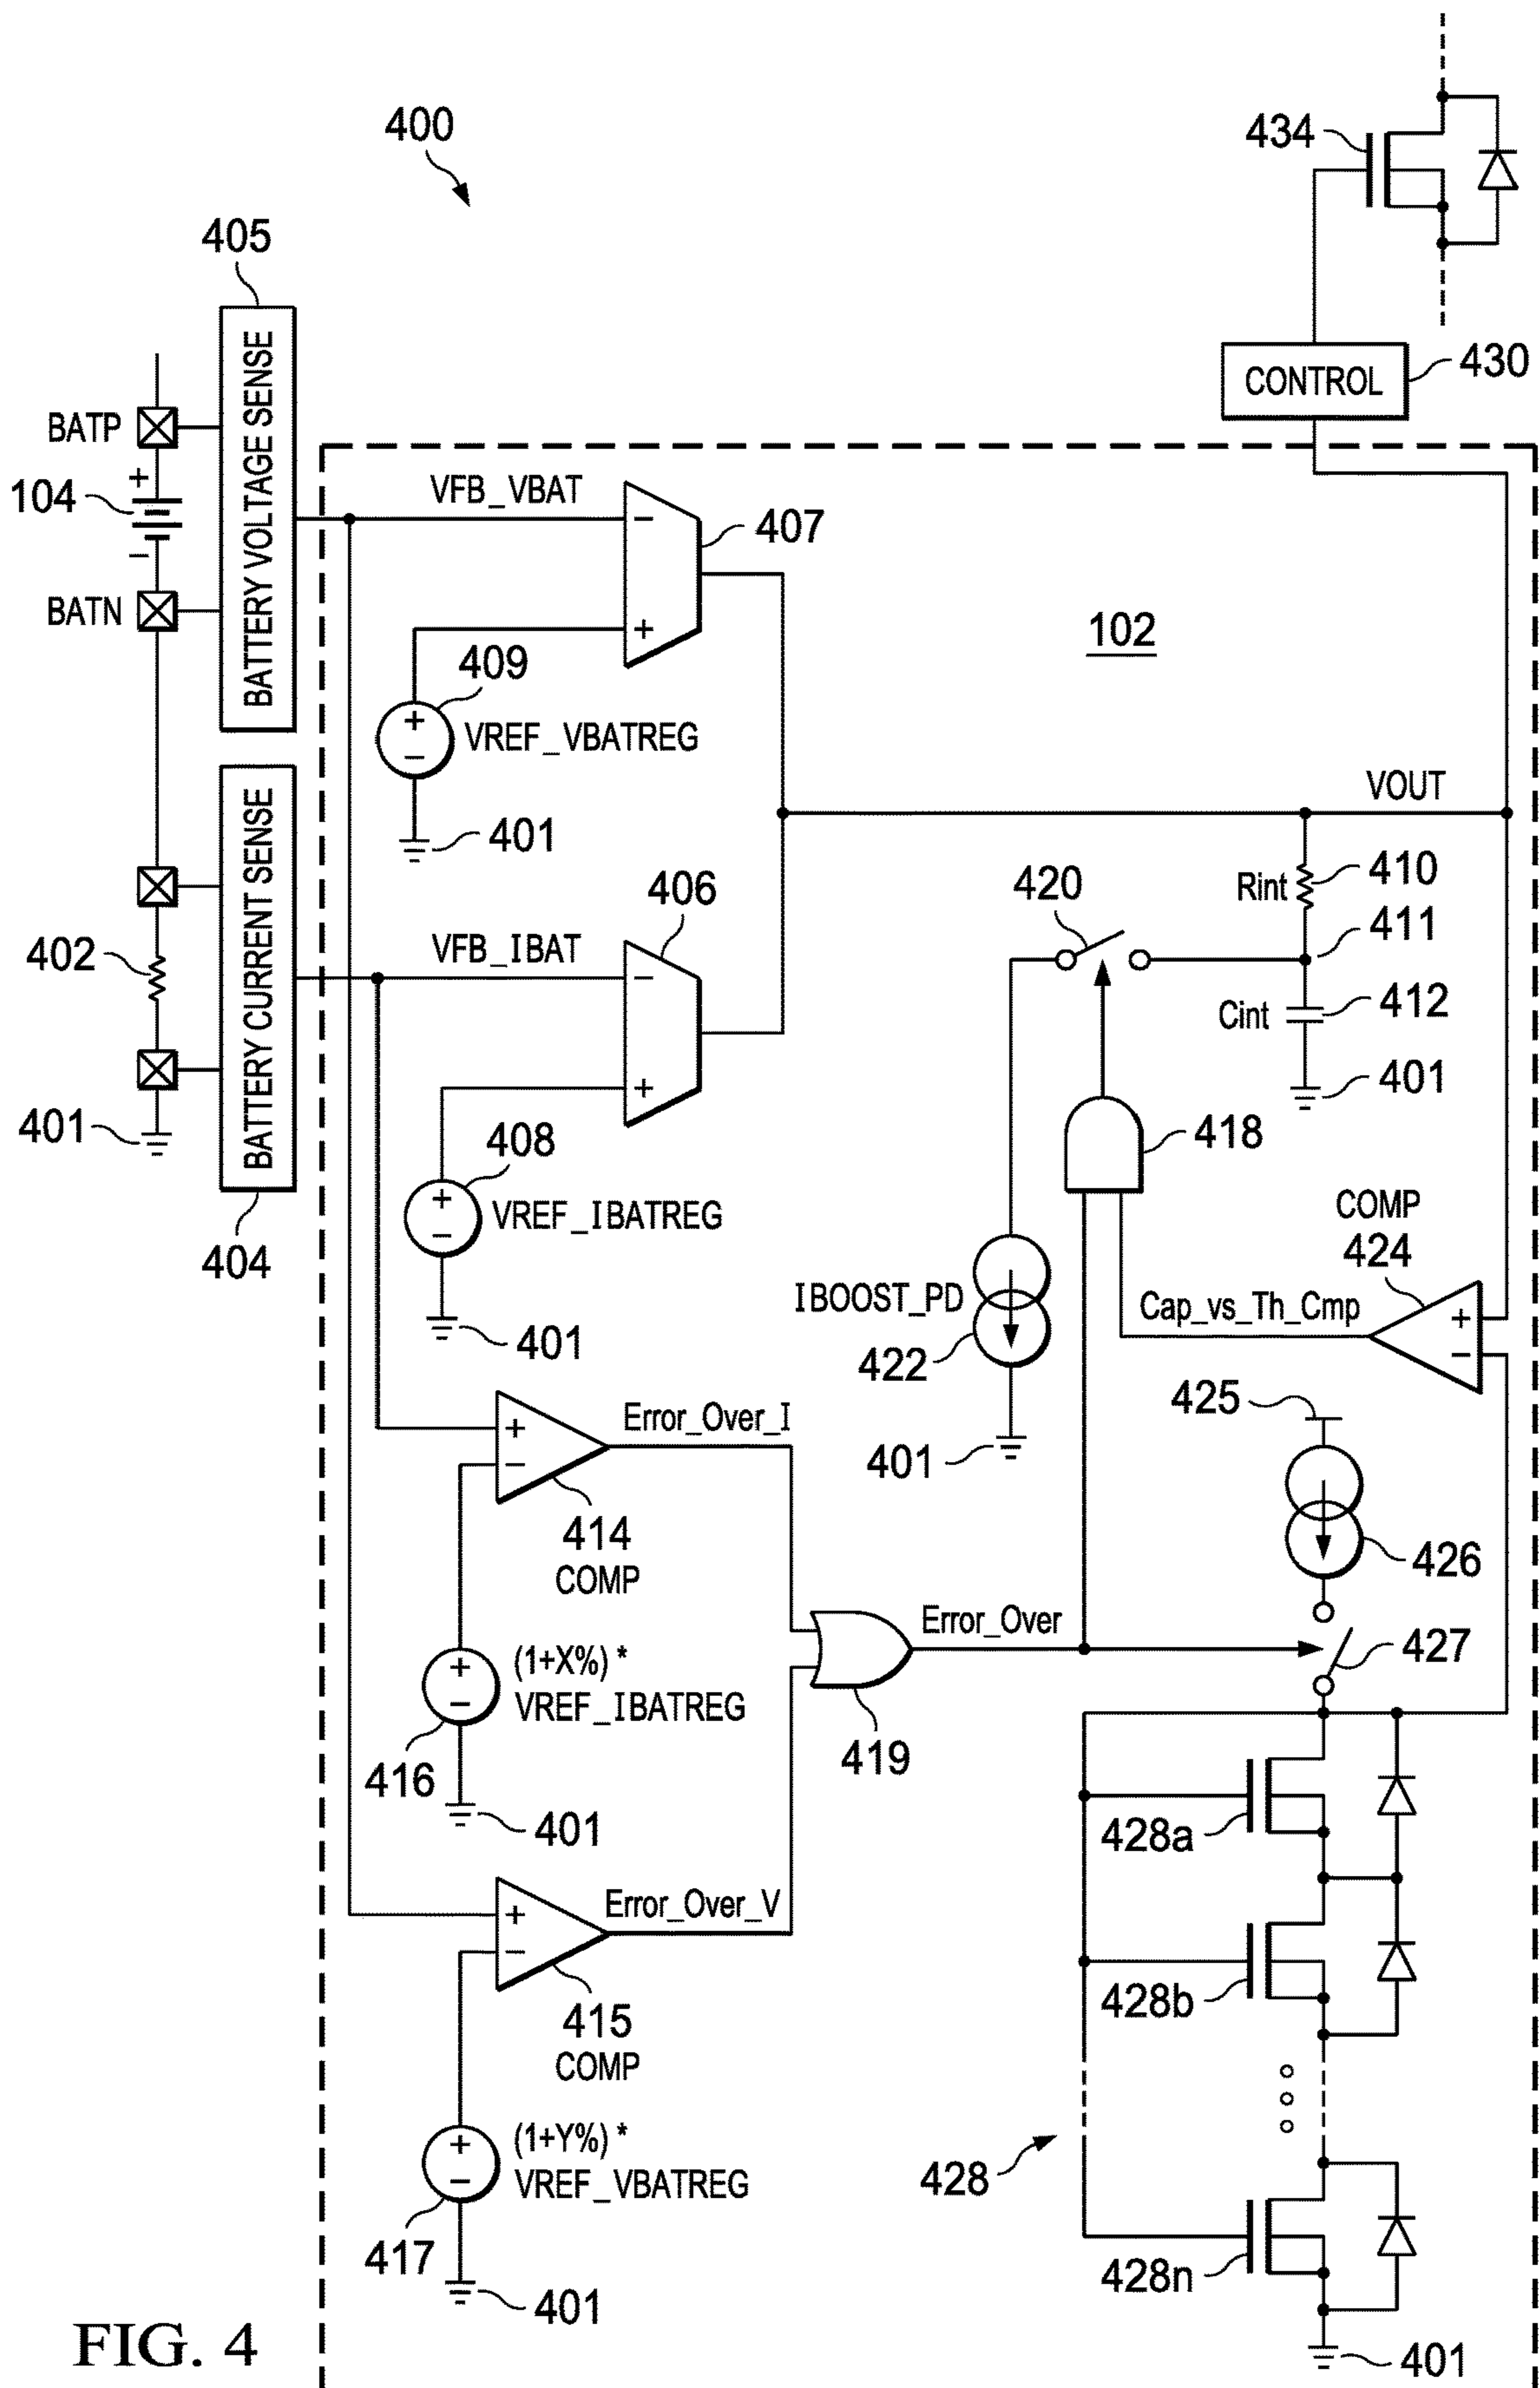 400
434
405
BATTERY VOLTAGE SENSE
CONTROL
430
BATP
+
104
−
BATN
VFB_VBAT
−
407
+
102
409
+
−
VREF_VBATREG
401
VOUT
BATTERY CURRENT SENSE
402
401
404
VFB_IBAT
−
406
+
408
+
−
VREF_IBATREG
401
420
Rint
410
411
Cint
412
401
418
COMP
424
+
−
Cap_vs_Th_Cmp
IBOOST_PD
422
401
425
426
427
+
−
Error_Over_I
414
COMP
+
−
(1+X%) *
VREF_IBATREG
416
401
Error_Over
419
+
−
Error_Over_V
415
COMP
+
−
(1+Y%) *
VREF_VBATREG
417
401
428a
428b
428
428n
401
FIG. 4